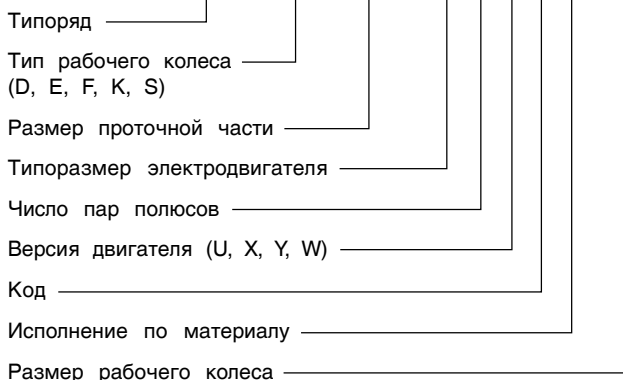 Типоряд
Тип рабочего колеса
(D, E, F, K, S)
Размер проточной части
Типоразмер электродвигателя
Число пар полюсов
Версия двигателя (U, X, Y, W)
Код
Исполнение по материалу
Размер рабочего колеса